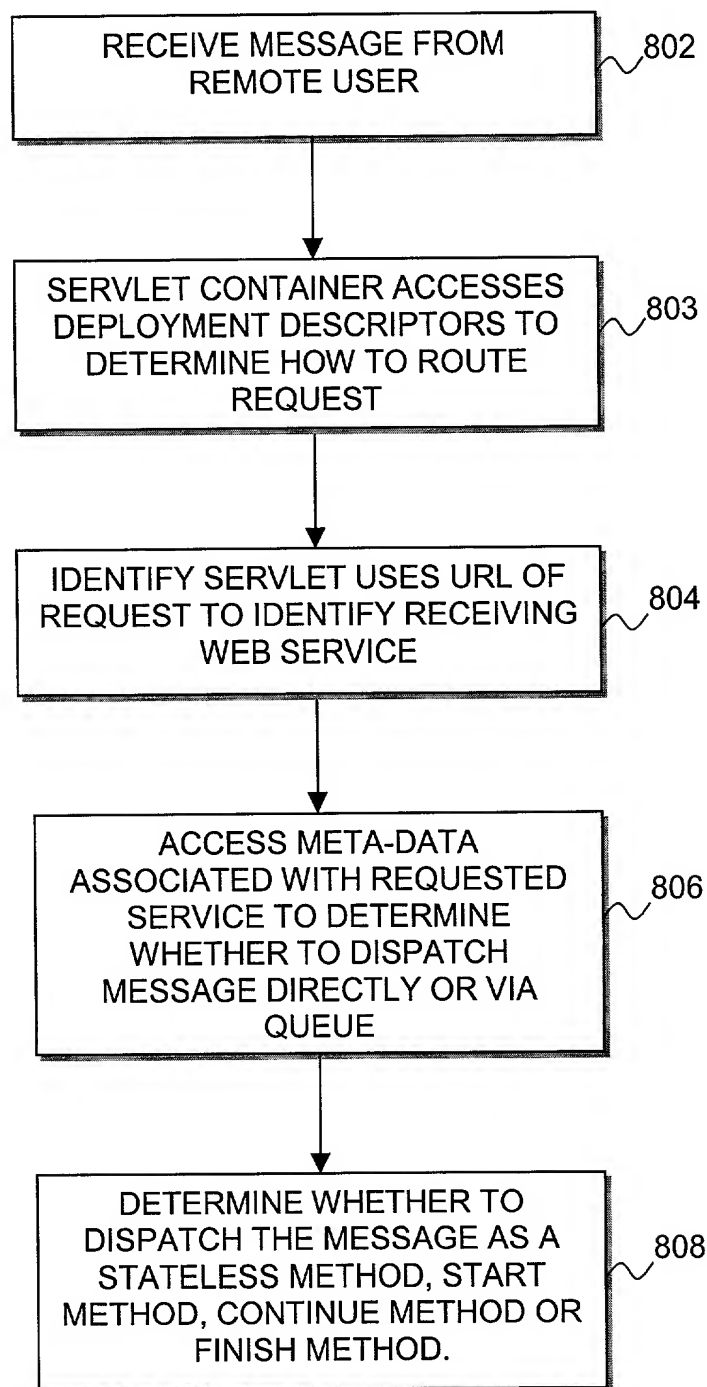 RECEIVE MESSAGE FROM
REMOTE USER
802
SERVLET CONTAINER ACCESSES
DEPLOYMENT DESCRIPTORS TO
DETERMINE HOW TO ROUTE
REQUEST
803
IDENTIFY SERVLET USES URL OF
REQUEST TO IDENTIFY RECEIVING
WEB SERVICE
804
ACCESS META-DATA
ASSOCIATED WITH REQUESTED
SERVICE TO DETERMINE
WHETHER TO DISPATCH
MESSAGE DIRECTLY OR VIA
QUEUE
806
DETERMINE WHETHER TO
DISPATCH THE MESSAGE AS A
STATELESS METHOD, START
METHOD, CONTINUE METHOD OR
FINISH METHOD.
808